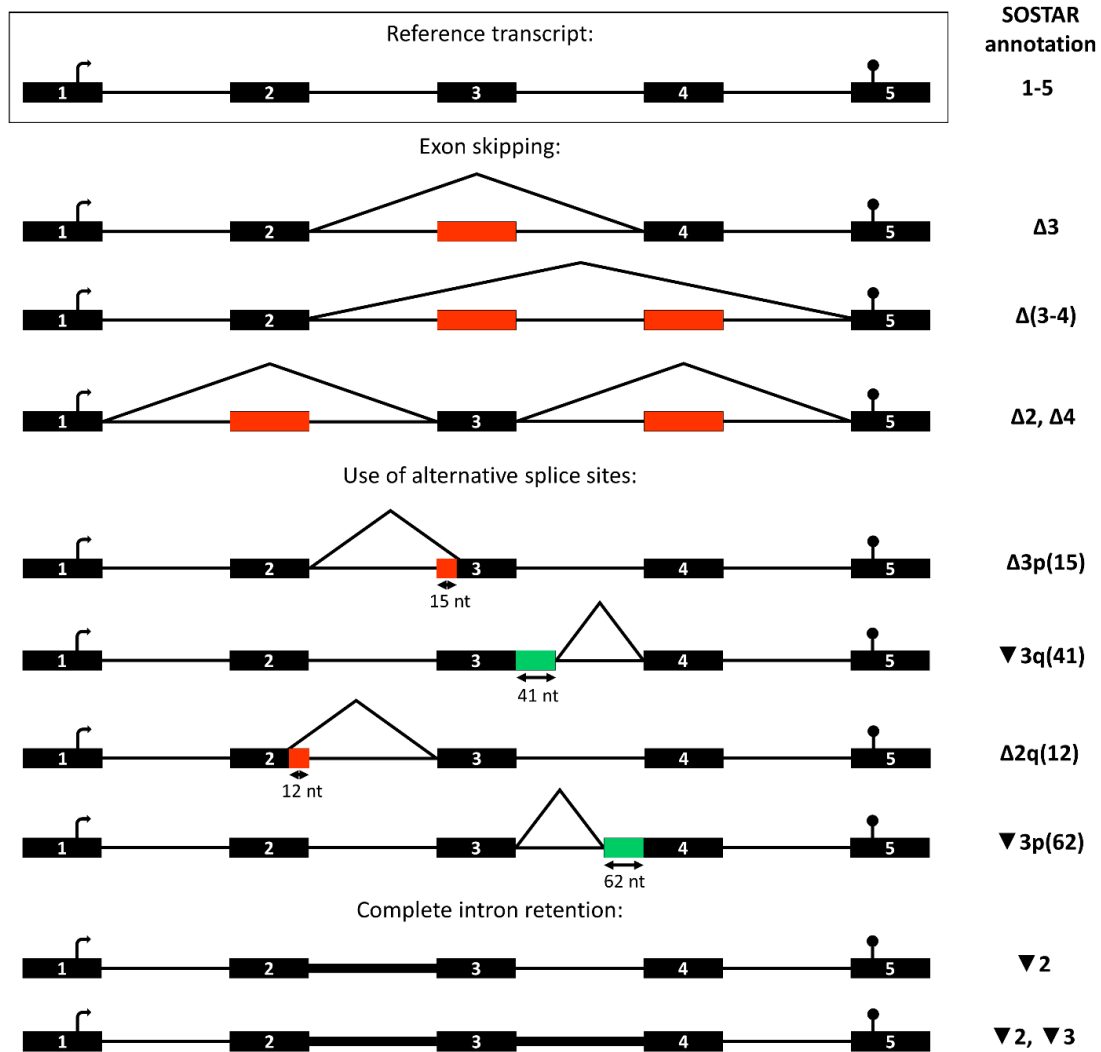 Reference transcript:
SOSTAR
annotation
1 2 3 4 5
1-5
Exon skipping:
1 2 4 5
Δ3
1 2 5
Δ(3-4)
1 3 5
Δ2, Δ4
Use of alternative splice sites:
1 2 3 4 5
Δ3p(15)
15 nt
1 2 3 4 5
▼3q(41)
41 nt
1 2 3 4 5
Δ2q(12)
12 nt
1 2 3 4 5
▼3p(62)
62 nt
Complete intron retention:
1 2 3 4 5
▼2
1 2 3 4 5
▼2, ▼3